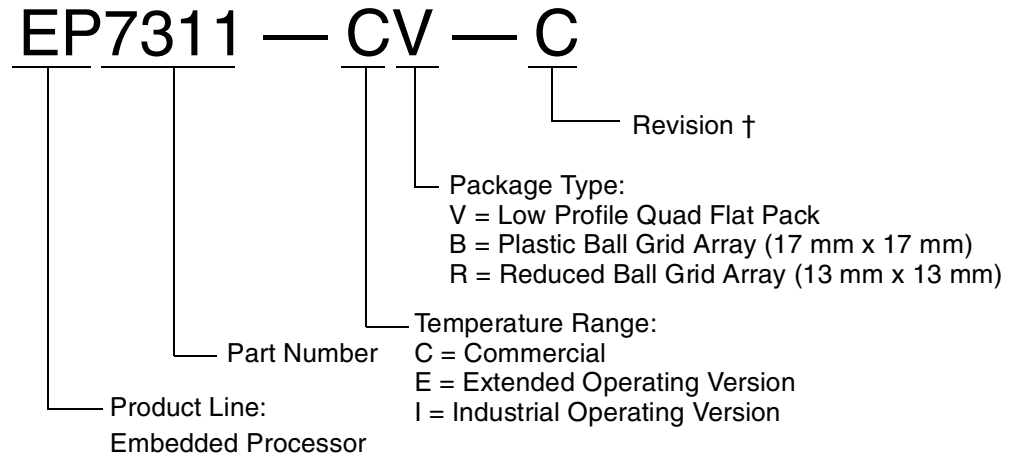 EP7311 — CV — C
Revision †
Package Type:
V = Low Profile Quad Flat Pack
B = Plastic Ball Grid Array (17 mm x 17 mm)
R = Reduced Ball Grid Array (13 mm x 13 mm)
Temperature Range:
C = Commercial
E = Extended Operating Version
I = Industrial Operating Version
Part Number
Product Line:
Embedded Processor